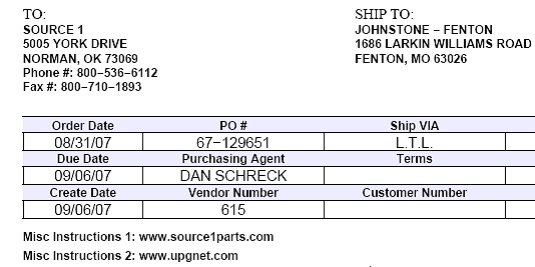 TO:
SOURCE 1
5005 YORK DRIVE
NORMAN, OK 73069
Phone #: 800-536-6112
Fax #: 800-710-1893
SHIP TO:
JOHNSTONE - FENTON
1686 LARKIN WILLIAMS ROAD
FENTON, MO 63026
Order Date PO # Ship VIA
08/31/07 67-129651 L.T.L.
Due Date Purchasing Agent Terms
09/06/07 DAN SCHRECK
Create Date Vendor Number Customer Number
09/06/07 615
Misc Instructions 1: www.source1parts.com
Misc Instructions 2: www.upgnet.com